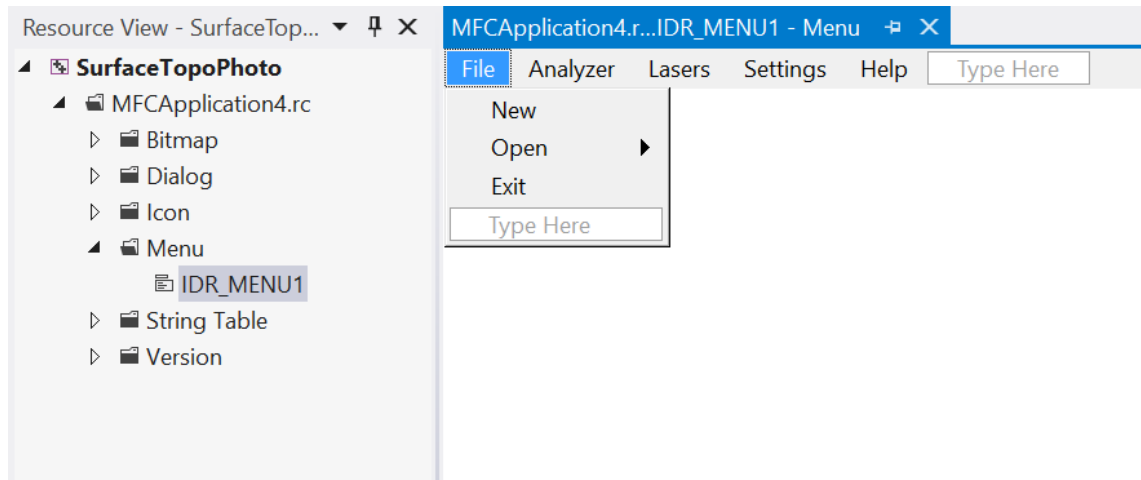 Resource View - SurfaceTop...
SurfaceTopoPhoto
MFCApplication4.rc
Bitmap
Dialog
Icon
Menu
IDR_MENU1
String Table
Version
MFCApplication4.r...IDR_MENU1 - Menu
File Analyzer Lasers Settings Help Type Here
New
Open
Exit
Type Here